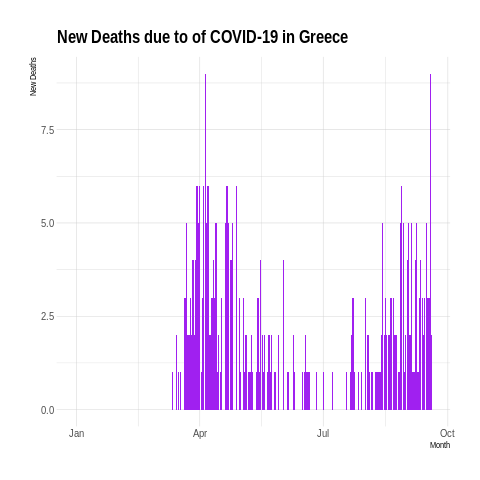 New Deaths due to of COVID-19 in Greece
New Deaths
7.5
5.0
2.5
0.0
Jan Apr Jul Oct
Month